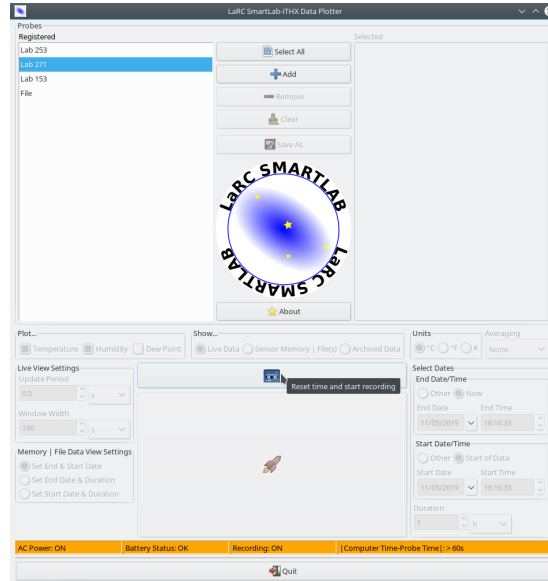 LaRC SmartLab-iTHX Data Plotter
Probes
Registered
Selected
Lab 253
Lab 271
Lab 153
File
Select All
Add
Remove
Clear
Save As
LaRC SMARTLAB
LaRC SMARTLAB
About
Plot...
Temperature Humidity Dew Point
Show...
Live Data Sensor Memory | File(s) Archived Data
Units
°C °F K
Averaging
None
Live View Settings
Update Period
0.5 s
Window Width
180 s
Memory | File Data View Settings
Set End & Start Date
Set End Date & Duration
Set Start Date & Duration
Reset time and start recording
Select Dates
End Date/Time
Other Now
End Date End Time
11/05/2019 16:16:35
Start Date/Time
Other Start of Data
Start Date Start Time
11/05/2019 16:16:35
Duration
1 h
AC Power: ON Battery Status: OK Recording: ON |Computer Time-Probe Time|: > 60s
Quit